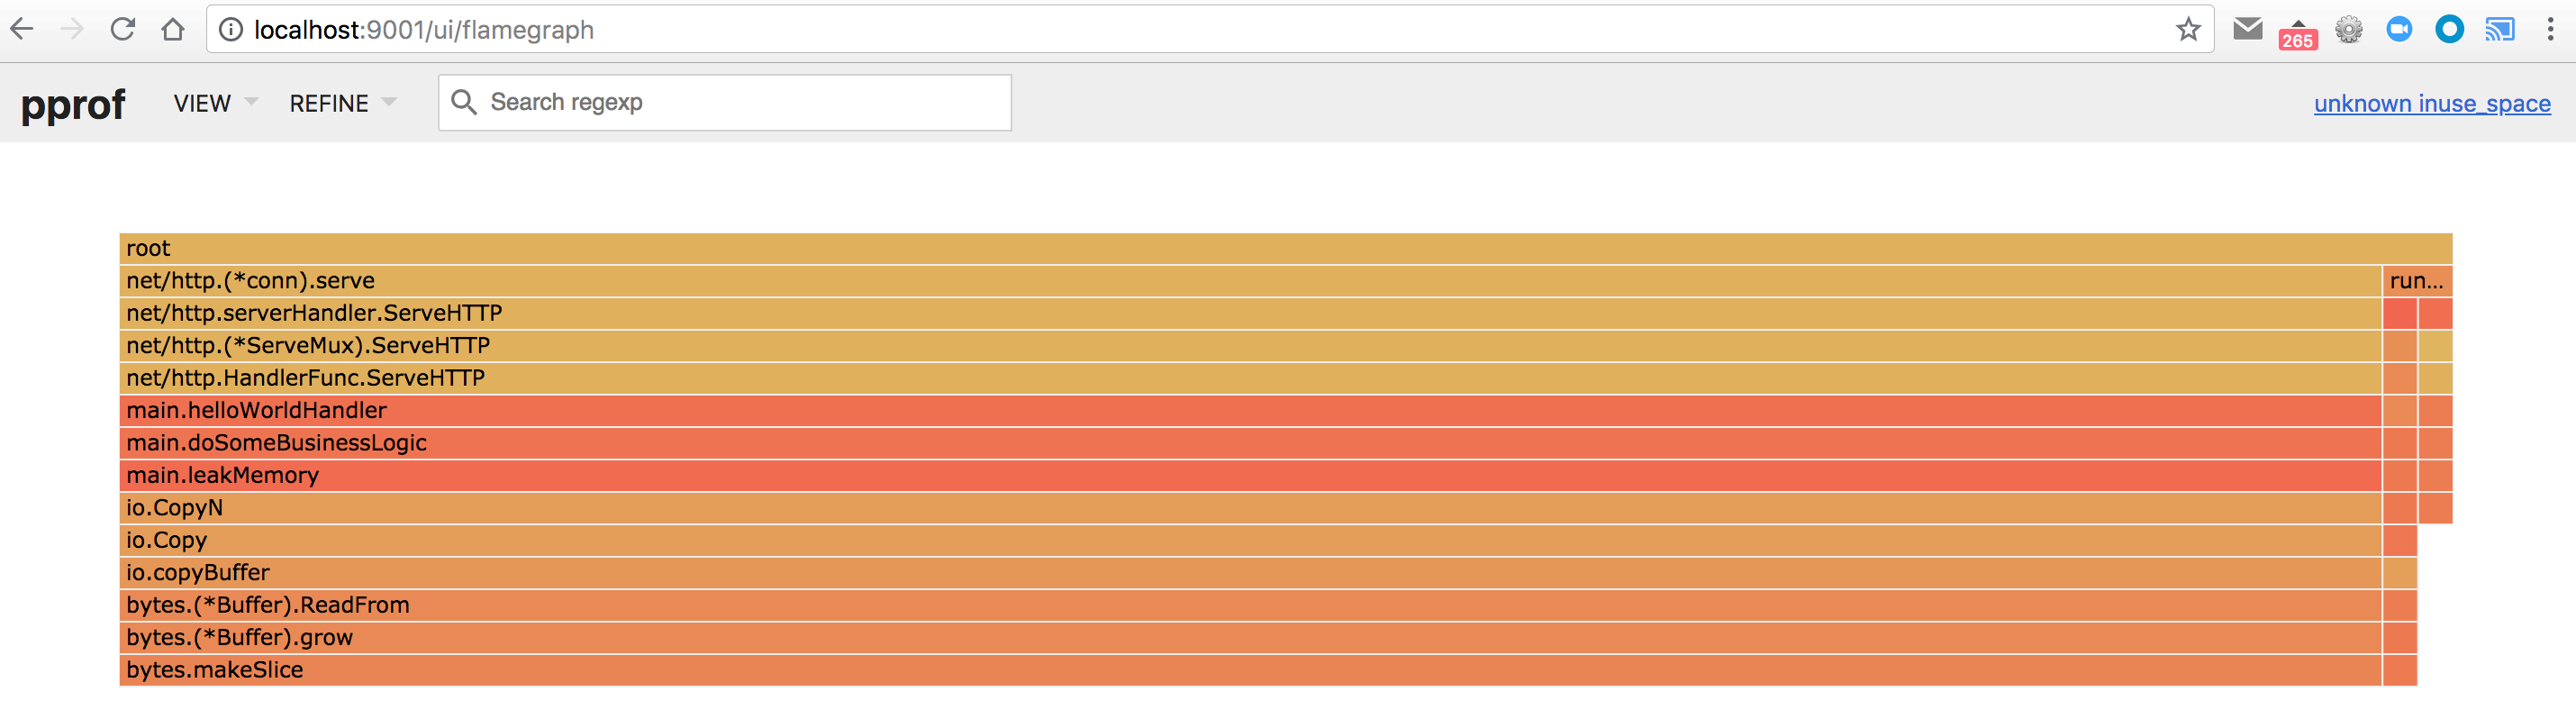 localhost:9001/ui/flamegraph
265
pprof VIEW REFINE Search regexp unknown inuse_space
root
net/http.(*conn).serve run...
net/http.serverHandler.ServeHTTP
net/http.(*ServeMux).ServeHTTP
net/http.HandlerFunc.ServeHTTP
main.helloWorldHandler
main.doSomeBusinessLogic
main.leakMemory
io.CopyN
io.Copy
io.copyBuffer
bytes.(*Buffer).ReadFrom
bytes.(*Buffer).grow
bytes.makeSlice